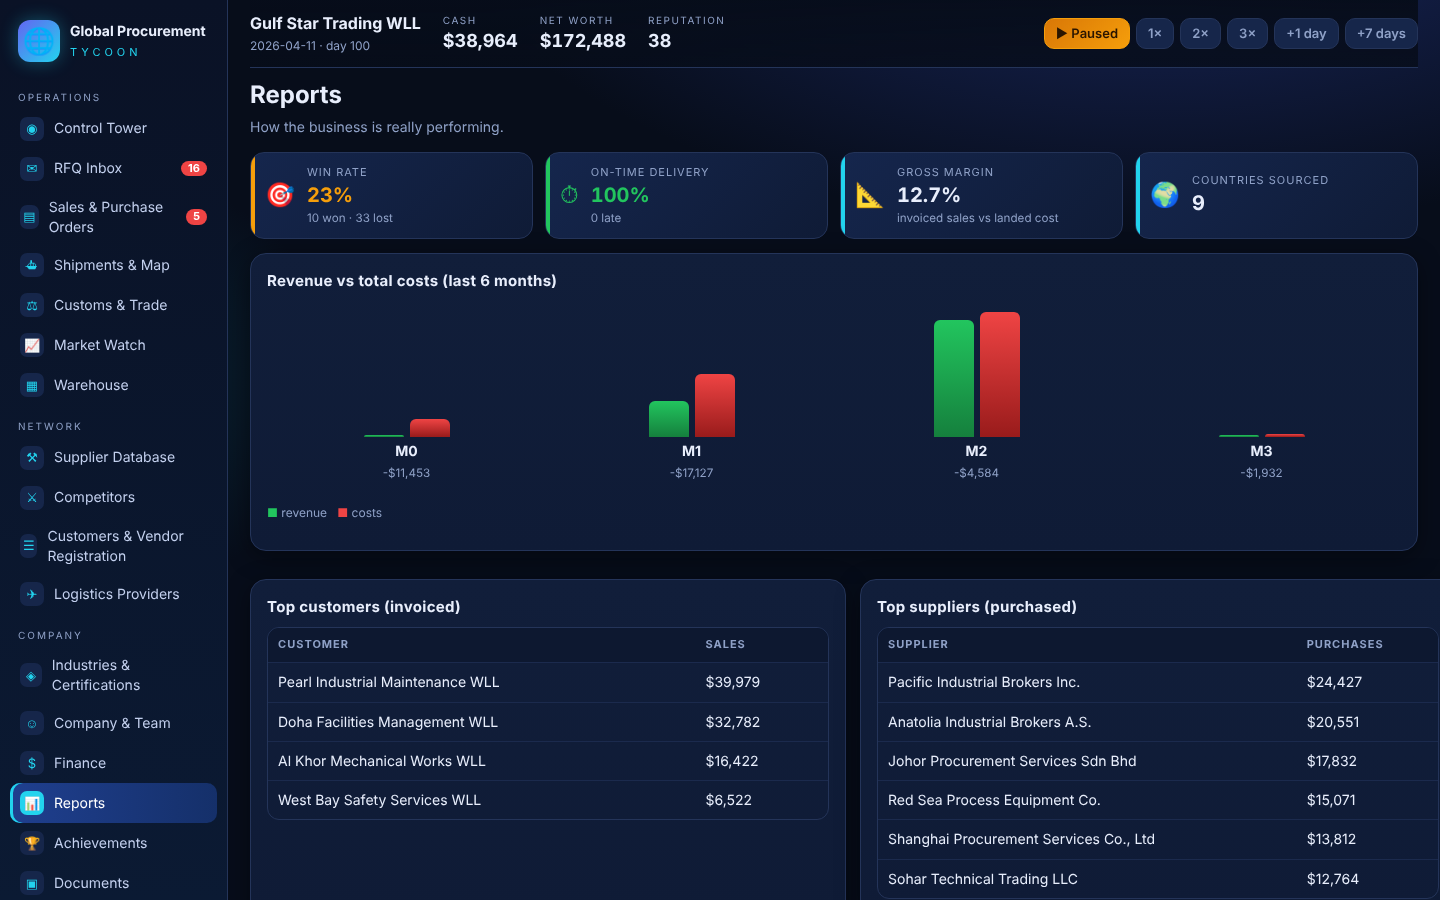 Global Procurement
TYCOON
OPERATIONS
Control Tower
RFQ Inbox
16
Sales & Purchase
Orders
5
Shipments & Map
Customs & Trade
Market Watch
Warehouse
NETWORK
Supplier Database
Competitors
Customers & Vendor
Registration
Logistics Providers
COMPANY
Industries &
Certifications
Company & Team
Finance
Reports
Achievements
Documents
Gulf Star Trading WLL
2026-04-11 · day 100
CASH
$38,964
NET WORTH
$172,488
REPUTATION
38
▶ Paused
1×
2×
3×
+1 day
+7 days
Reports
How the business is really performing.
WIN RATE
23%
10 won · 33 lost
ON-TIME DELIVERY
100%
0 late
GROSS MARGIN
12.7%
invoiced sales vs landed cost
COUNTRIES SOURCED
9
Revenue vs total costs (last 6 months)
M0
-$11,453
M1
-$17,127
M2
-$4,584
M3
-$1,932
revenue
costs
Top customers (invoiced)
CUSTOMER SALES
Pearl Industrial Maintenance WLL $39,979
Doha Facilities Management WLL $32,782
Al Khor Mechanical Works WLL $16,422
West Bay Safety Services WLL $6,522
Top suppliers (purchased)
SUPPLIER PURCHASES
Pacific Industrial Brokers Inc. $24,427
Anatolia Industrial Brokers A.S. $20,551
Johor Procurement Services Sdn Bhd $17,832
Red Sea Process Equipment Co. $15,071
Shanghai Procurement Services Co., Ltd $13,812
Sohar Technical Trading LLC $12,764